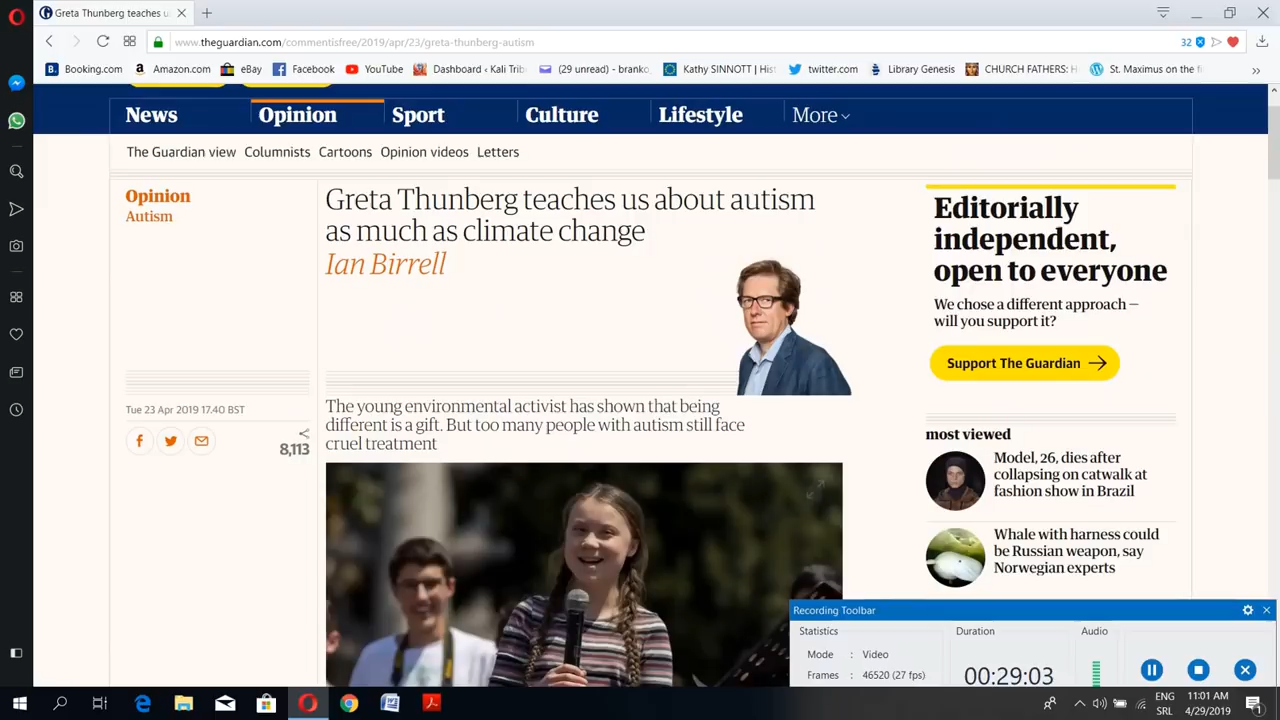 Greta Thunberg teaches u
www.theguardian.com/commentisfree/2019/apr/23/greta-thunberg-autism
32
Booking.com
Amazon.com
eBay
Facebook
YouTube
Dashboard ‹ Kali Trib
(29 unread) - branko_
Kathy SINNOTT | Hist
twitter.com
Library Genesis
CHURCH FATHERS: H
St. Maximus on the f
News
Opinion
Sport
Culture
Lifestyle
More
The Guardian view
Columnists
Cartoons
Opinion videos
Letters
Opinion
Autism
Greta Thunberg teaches us about autism
as much as climate change
Ian Birrell
Tue 23 Apr 2019 17.40 BST
8,113
The young environmental activist has shown that being
different is a gift. But too many people with autism still face
cruel treatment
Editorially
independent,
open to everyone
We chose a different approach –
will you support it?
Support The Guardian
most viewed
Model, 26, dies after
collapsing on catwalk at
fashion show in Brazil
Whale with harness could
be Russian weapon, say
Norwegian experts
Recording Toolbar
Statistics
Mode : Video
Frames : 46520 (27 fps)
Duration
00:29:03
Audio
ENG
SRL
11:01 AM
4/29/2019
1